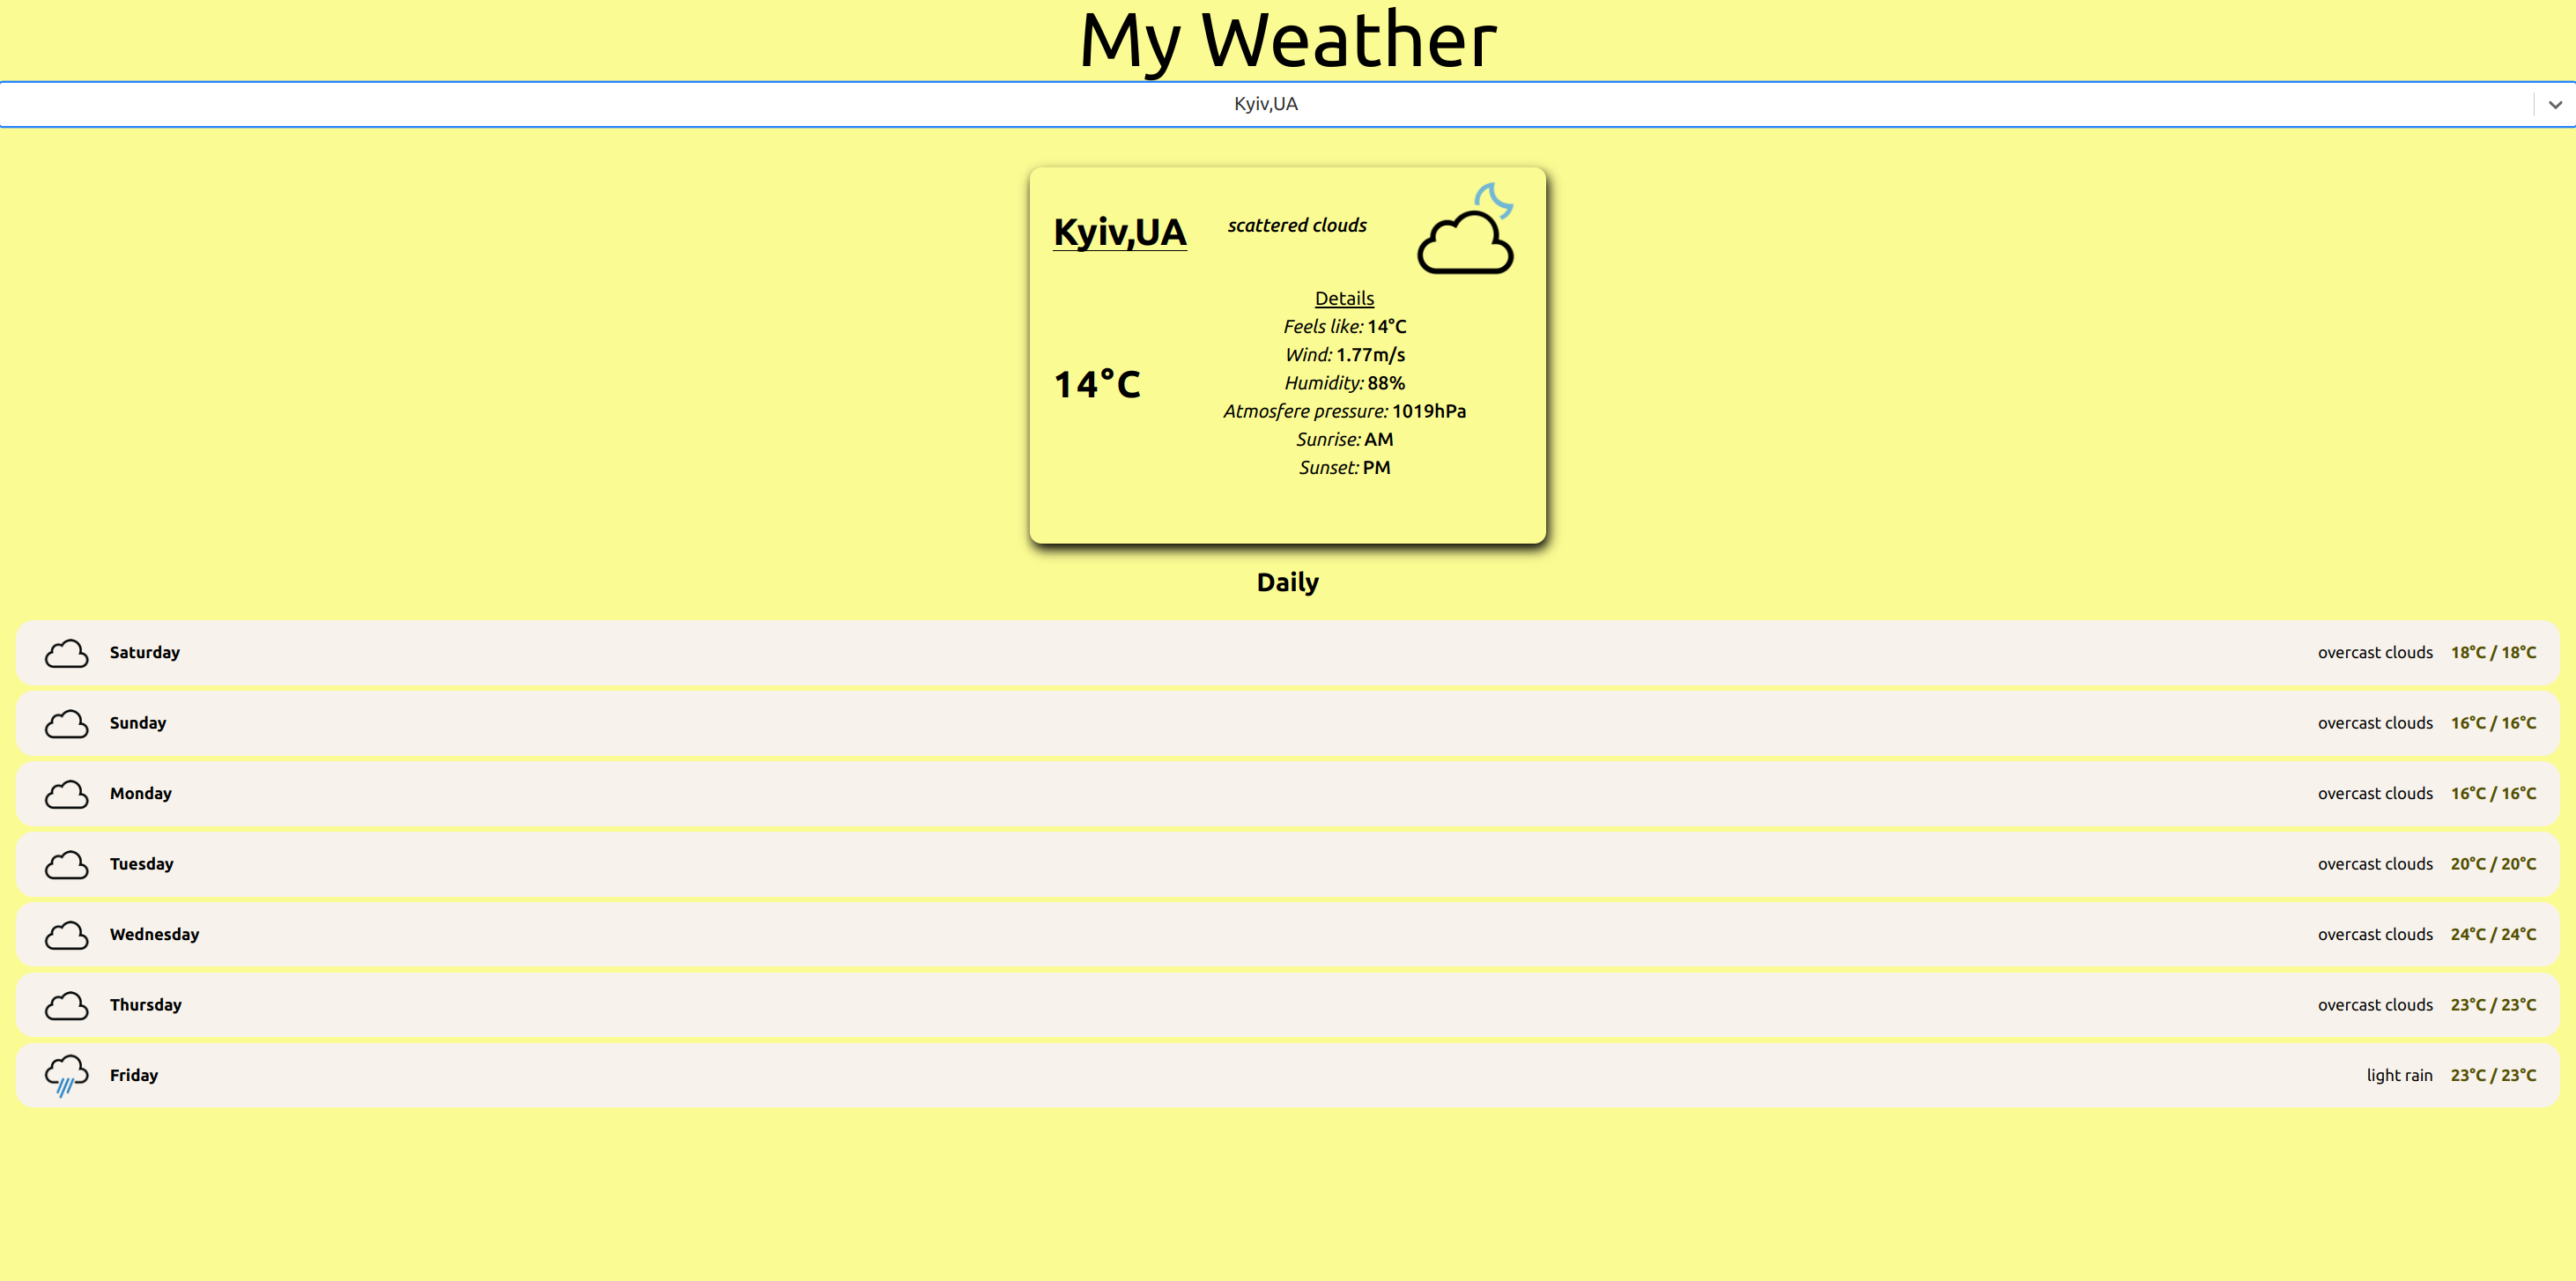 My Weather
Kyiv,UA
Kyiv,UA
scattered clouds
Details
Feels like: 14°C
Wind: 1.77m/s
Humidity: 88%
Atmosfere pressure: 1019hPa
Sunrise: AM
Sunset: PM
14°C
Daily
Saturday overcast clouds 18°C / 18°C
Sunday overcast clouds 16°C / 16°C
Monday overcast clouds 16°C / 16°C
Tuesday overcast clouds 20°C / 20°C
Wednesday overcast clouds 24°C / 24°C
Thursday overcast clouds 23°C / 23°C
Friday light rain 23°C / 23°C